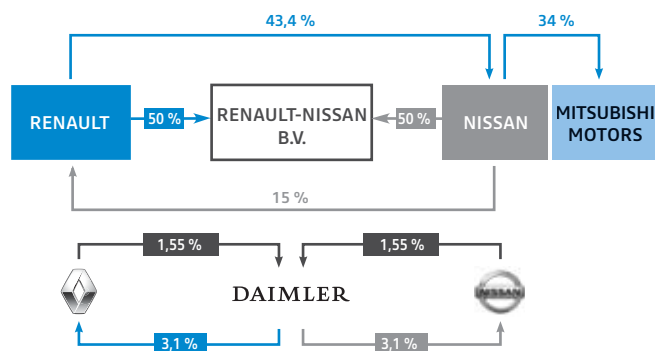 43,4 %
34 %
RENAULT
50 %
RENAULT-NISSAN
B.V.
50 %
NISSAN
MITSUBISHI
MOTORS
15 %
1,55 %
1,55 %
DAIMLER
NISSAN
3,1 %
3,1 %